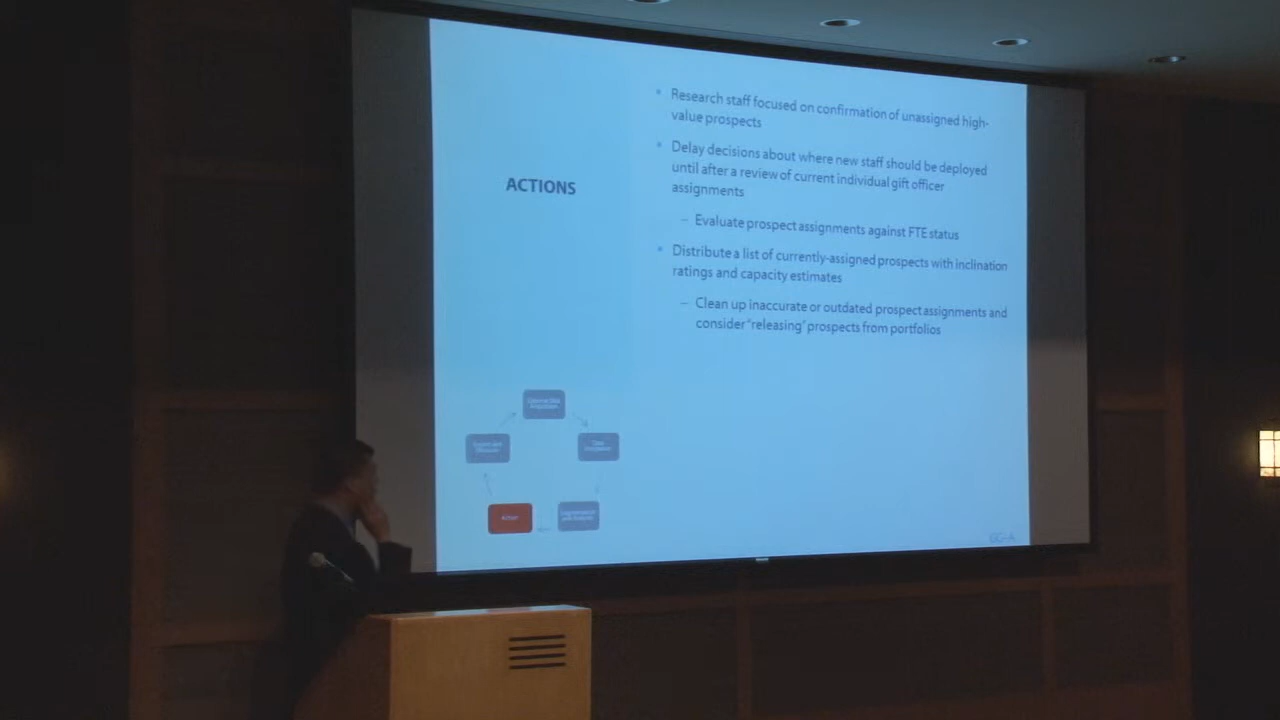 ACTIONS
• Research staff focused on confirmation of unassigned high-
value prospects
• Delay decisions about where new staff should be deployed
until after a review of current individual gift officer
assignments
– Evaluate prospect assignments against FTE status
• Distribute a list of currently-assigned prospects with inclination
ratings and capacity estimates
– Clean up inaccurate or outdated prospect assignments and
consider “releasing” prospects from portfolios